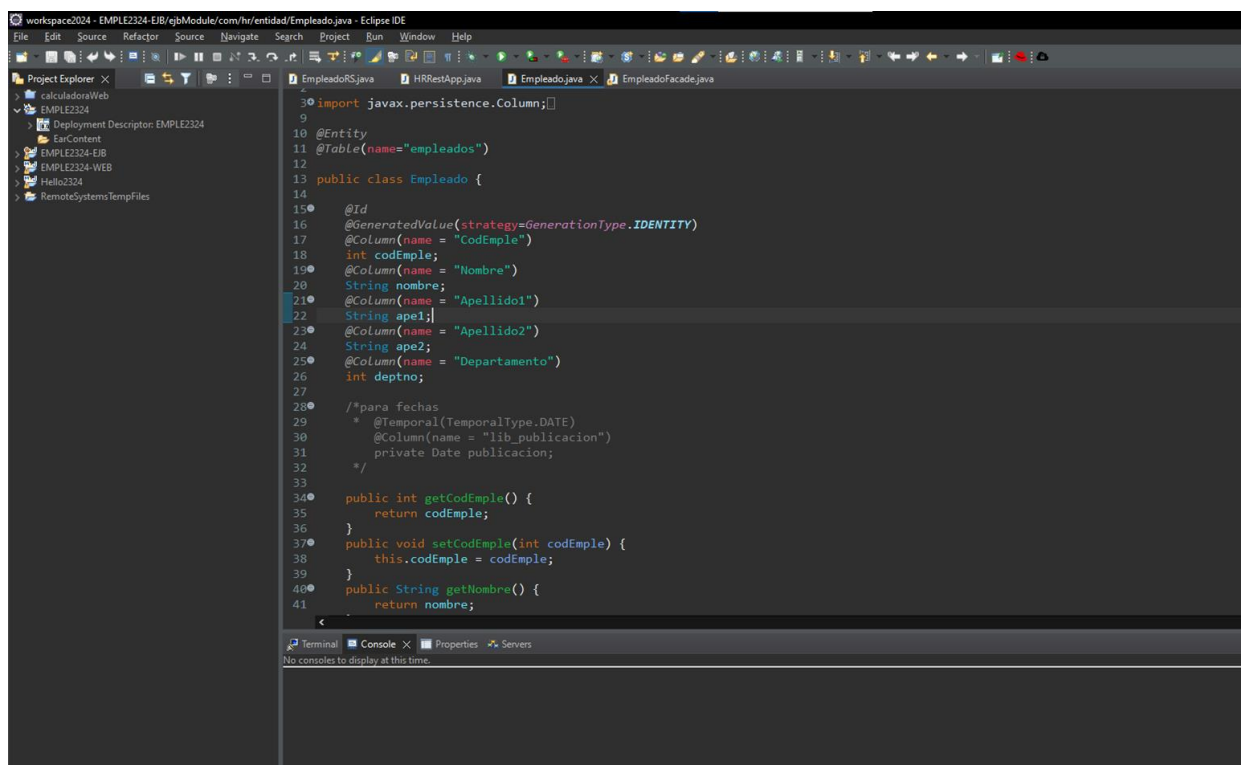 workspace2024 - EMPLE2324-EJB/ejbModule/com/hr/entidad/Empleado.java - Eclipse IDE
File Edit Source Refactor Source Navigate Search Project Run Window Help
Project Explorer
calculadoraWeb
EMPLE2324
Deployment Descriptor: EMPLE2324
EarContent
EMPLE2324-EJB
EMPLE2324-WEB
Hello2324
RemoteSystemsTempFiles
EmpleadoRS.java HRRestApp.java Empleado.java EmpleadoFacade.java
2
3 import javax.persistence.Column;
9
10 @Entity
11 @Table(name="empleados")
12
13 public class Empleado {
14
15 @Id
16 @GeneratedValue(strategy=GenerationType.IDENTITY)
17 @Column(name = "CodEmple")
18 int codEmple;
19 @Column(name = "Nombre")
20 String nombre;
21 @Column(name = "Apellido1")
22 String ape1;
23 @Column(name = "Apellido2")
24 String ape2;
25 @Column(name = "Departamento")
26 int deptno;
27
28 /*para fechas
29 * @Temporal(TemporalType.DATE)
30 @Column(name = "lib_publicacion")
31 private Date publicacion;
32 */
33
34 public int getCodEmple() {
35 return codEmple;
36 }
37 public void setCodEmple(int codEmple) {
38 this.codEmple = codEmple;
39 }
40 public String getNombre() {
41 return nombre;
Terminal Console Properties Servers
No consoles to display at this time.